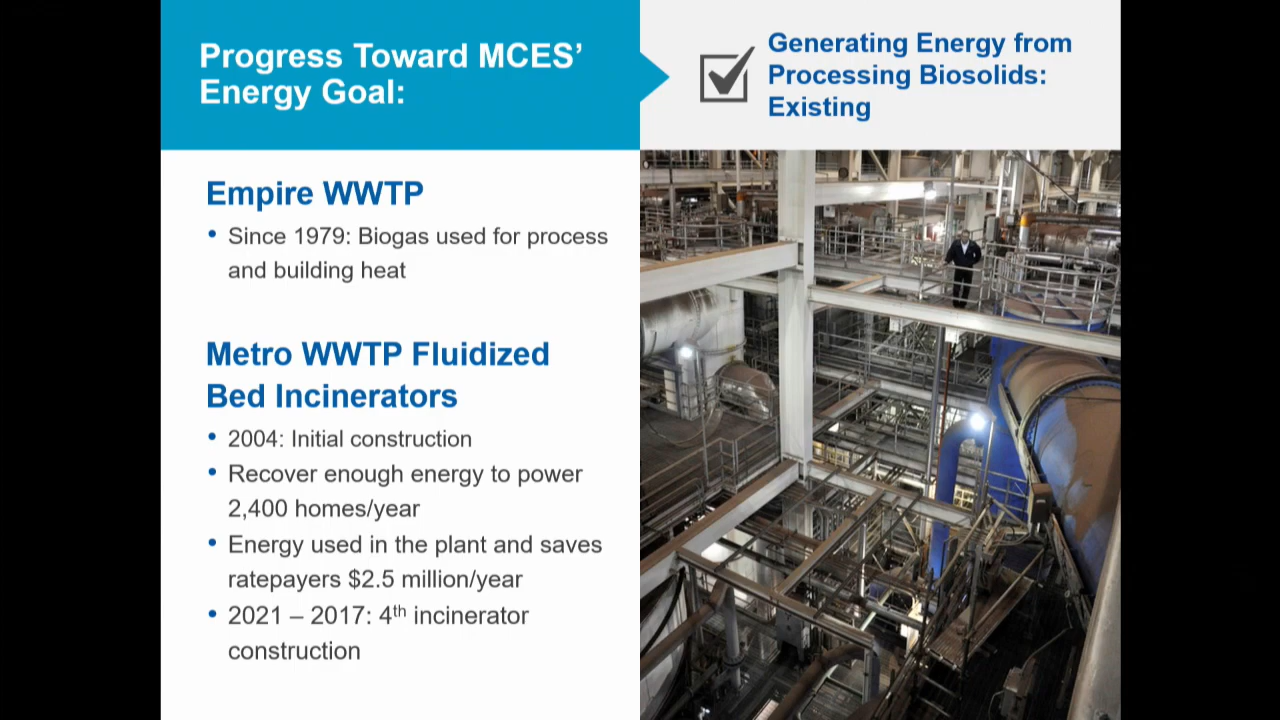 Progress Toward MCES’
Energy Goal:
Generating Energy from
Processing Biosolids:
Existing
Empire WWTP
• Since 1979: Biogas used for process
and building heat
Metro WWTP Fluidized
Bed Incinerators
• 2004: Initial construction
• Recover enough energy to power
2,400 homes/year
• Energy used in the plant and saves
ratepayers $2.5 million/year
• 2021 – 2017: 4th incinerator
construction